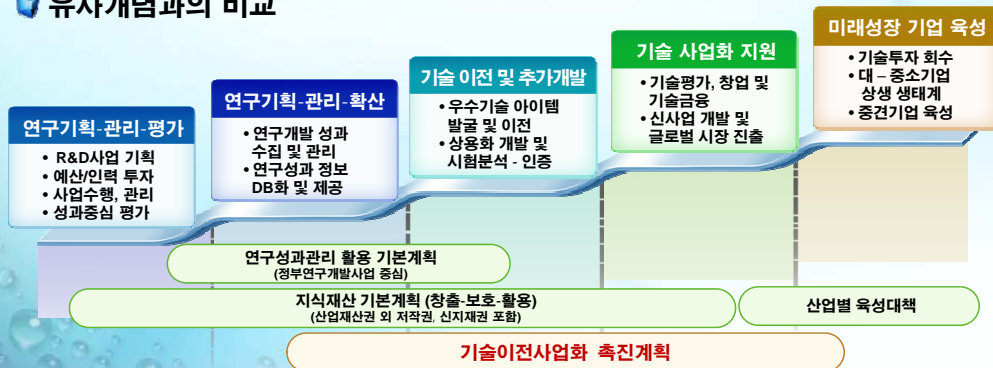 유사개념과의 비교
연구기획-관리-평가
• R&D사업 기획
• 예산/인력 투자
• 사업수행, 관리
• 성과중심 평가
연구기획-관리-확산
• 연구개발 성과
수집 및 관리
• 연구성과 정보
DB화 및 제공
기술 이전 및 추가개발
• 우수기술 아이템
발굴 및 이전
• 상용화 개발 및
시험분석 - 인증
기술 사업화 지원
• 기술평가, 창업 및
기술금융
• 신사업 개발 및
글로벌 시장 진출
미래성장 기업 육성
• 기술투자 회수
• 대 – 중소기업
상생 생태계
• 중견기업 육성
연구성과관리 활용 기본계획
(정부연구개발사업 중심)
지식재산 기본계획 (창출-보호-활용)
(산업재산권 외 저작권, 신지재권 포함)
산업별 육성대책
기술이전사업화 촉진계획